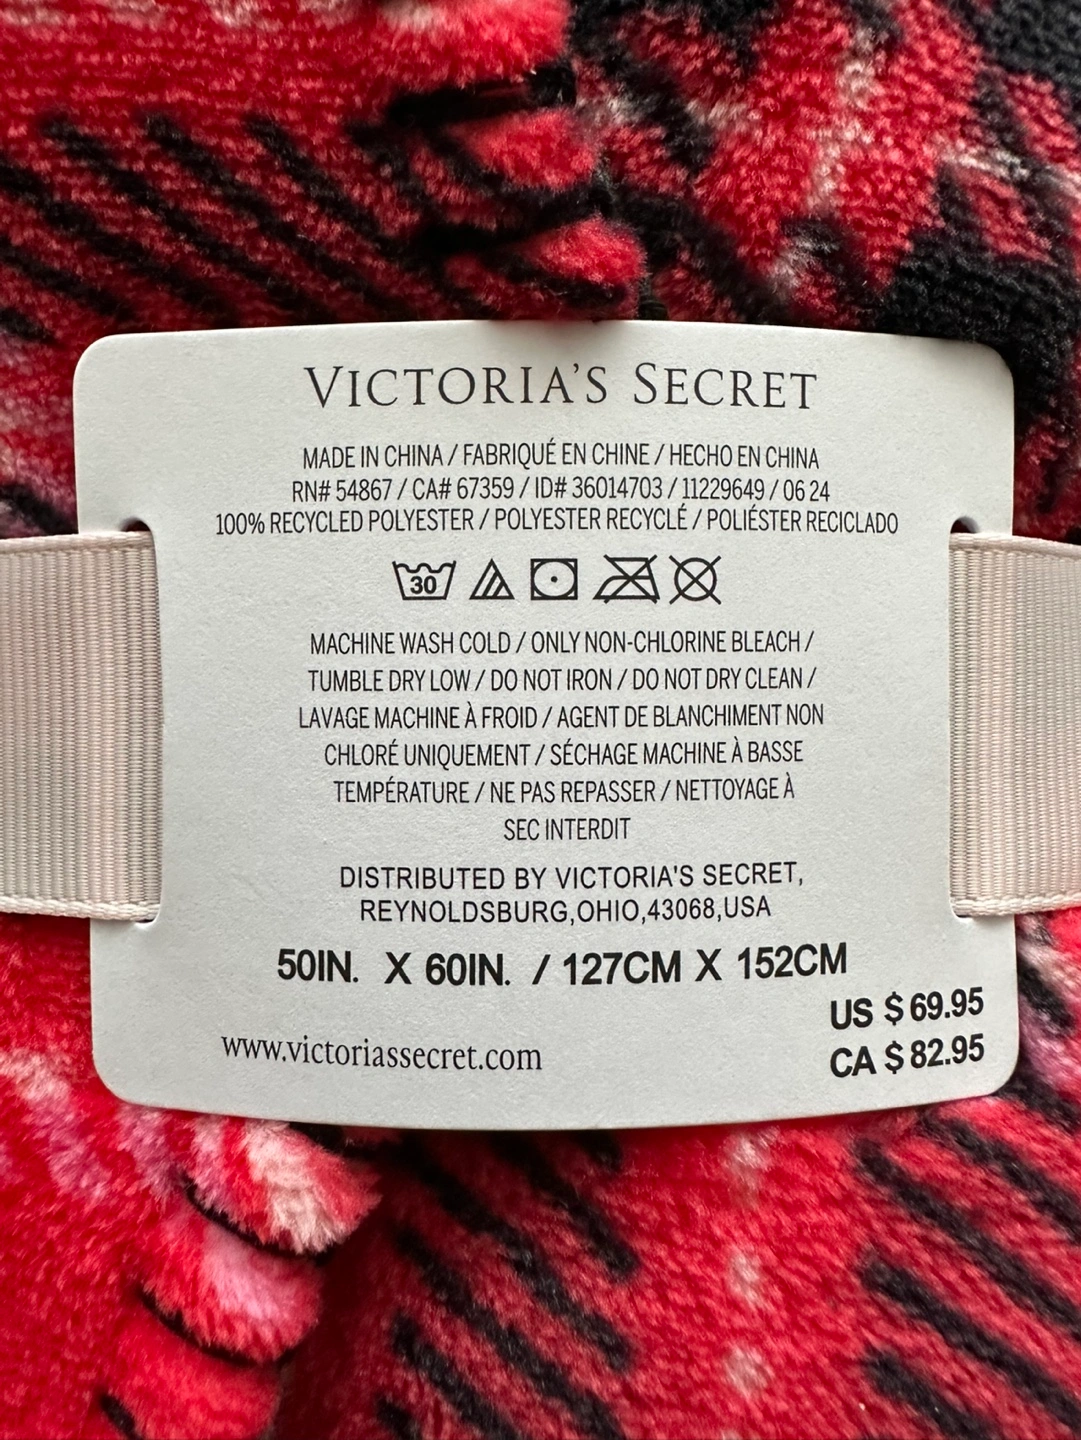 VICTORIA'S SECRET
MADE IN CHINA / FABRIQUÉ EN CHINE / HECHO EN CHINA
RN# 54867 / CA# 67359 / ID# 36014703 / 11229649 / 06 24
100% RECYCLED POLYESTER / POLYESTER RECYCLÉ / POLIÉSTER RECICLADO
30
MACHINE WASH COLD / ONLY NON-CHLORINE BLEACH /
TUMBLE DRY LOW / DO NOT IRON / DO NOT DRY CLEAN /
LAVAGE MACHINE À FROID / AGENT DE BLANCHIMENT NON
CHLORÉ UNIQUEMENT / SÉCHAGE MACHINE À BASSE
TEMPÉRATURE / NE PAS REPASSER / NETTOYAGE À
SEC INTERDIT
DISTRIBUTED BY VICTORIA'S SECRET,
REYNOLDSBURG,OHIO,43068,USA
50IN. X 60IN. / 127CM X 152CM
US $69.95
CA $82.95
www.victoriassecret.com